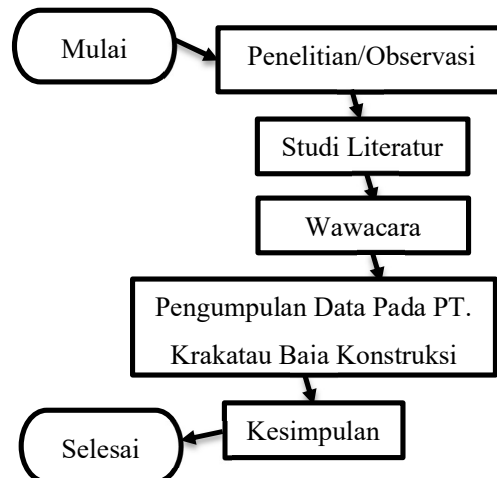 Mulai
Penelitian/Observasi
Studi Literatur
Wawacara
Pengumpulan Data Pada PT.
Krakatau Baia Konstruksi
Kesimpulan
Selesai